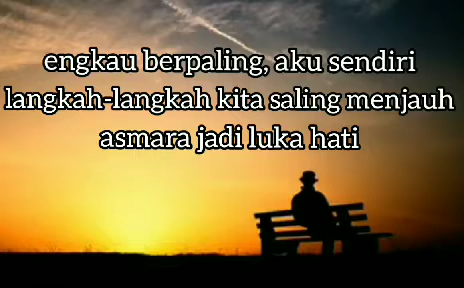 engkau berpaling, aku sendiri
langkah-langkah kita saling menjauh
asmara jadi luka hati